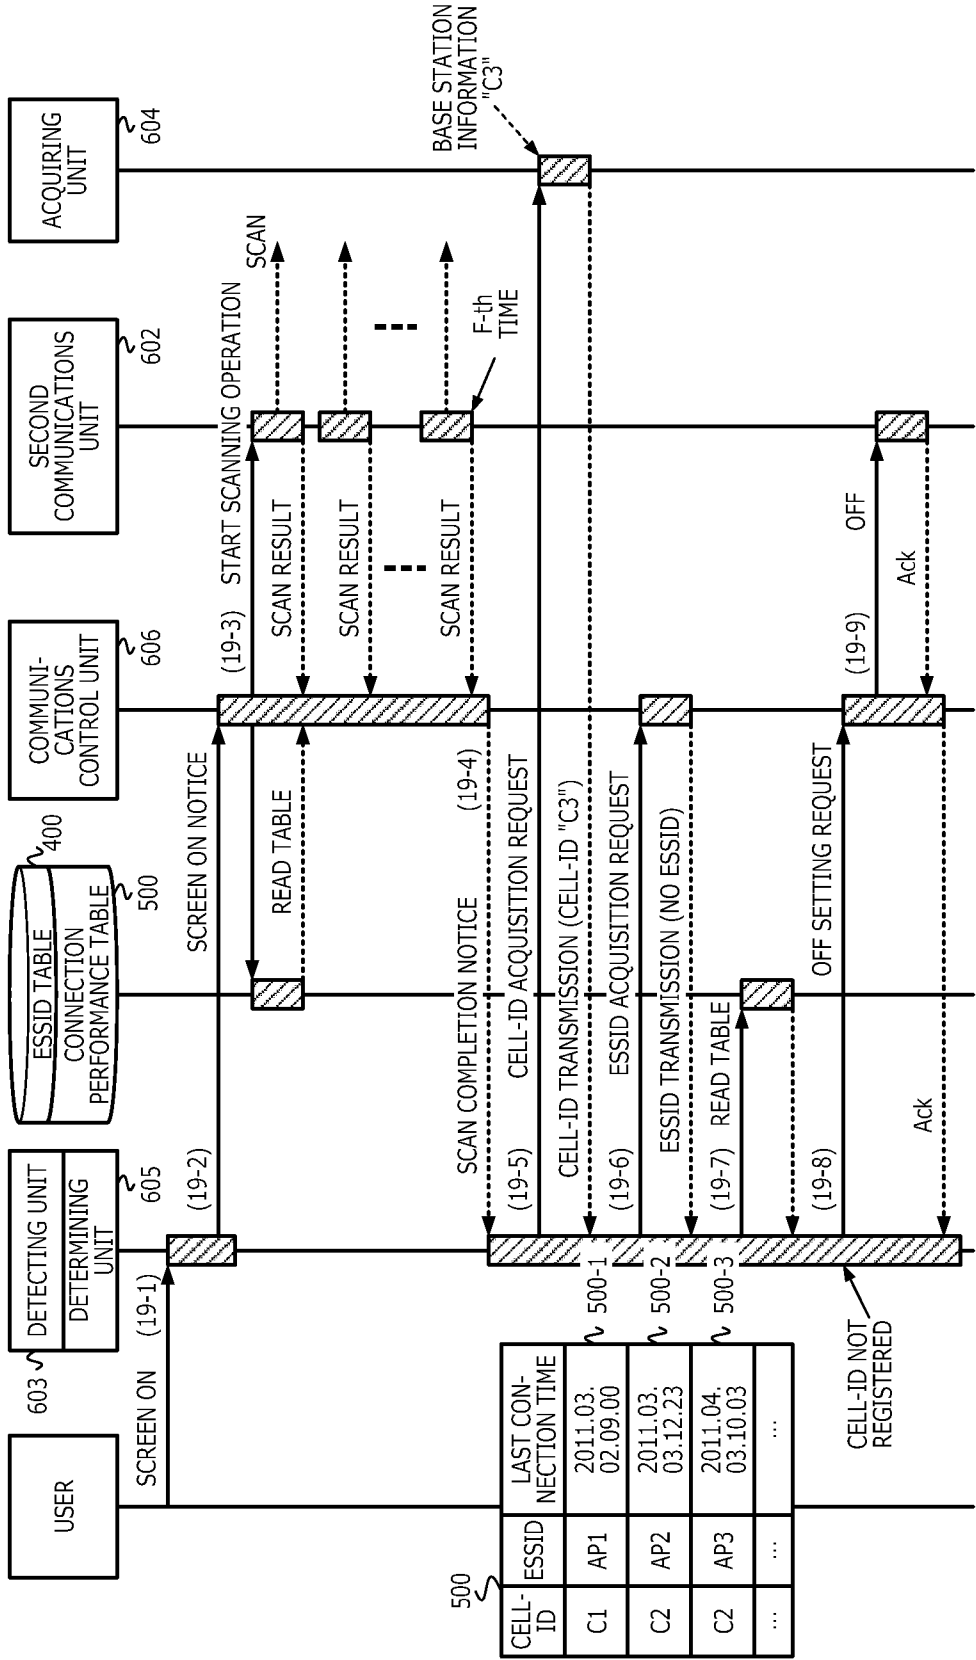 USER
603
DETECTING UNIT
DETERMINING
UNIT
605
ESSID TABLE
CONNECTION
PERFORMANCE TABLE
400
500
COMMUNI-
CATIONS
CONTROL UNIT
606
SECOND
COMMUNICATIONS
UNIT
602
ACQUIRING
UNIT
604
SCREEN ON
(19-1)
(19-2)
SCREEN ON NOTICE
(19-3)
START SCANNING OPERATION
SCAN
READ TABLE
SCAN RESULT
SCAN RESULT
SCAN RESULT
F-th
TIME
SCAN COMPLETION NOTICE
(19-4)
(19-5)
CELL-ID ACQUISITION REQUEST
BASE STATION
INFORMATION
"C3"
CELL-ID TRANSMISSION (CELL-ID "C3")
(19-6)
ESSID ACQUISITION REQUEST
ESSID TRANSMISSION (NO ESSID)
(19-7)
READ TABLE
(19-8)
OFF SETTING REQUEST
(19-9)
OFF
Ack
Ack
500
CELL-
ID
ESSID
LAST CON-
NECTION TIME
C1
AP1
2011.03.
02.09.00
500-1
C2
AP2
2011.03.
03.12.23
500-2
C2
AP3
2011.04.
03.10.03
500-3
...
...
...
CELL-ID NOT
REGISTERED